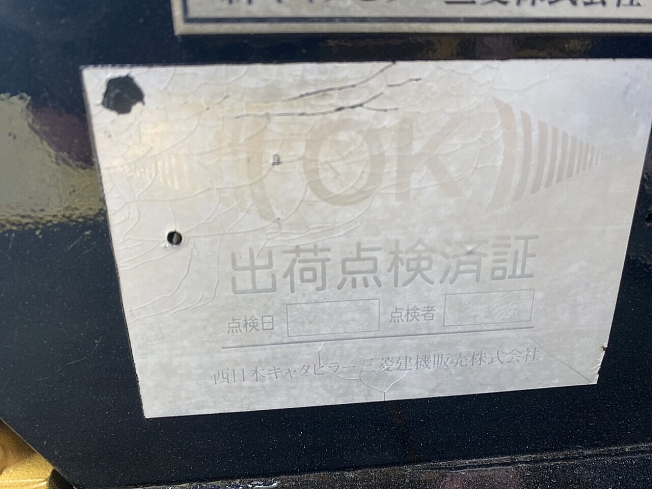 OK
出荷点検済証
点検日 点検者
西日本キャタピラー三菱建機販売株式会社